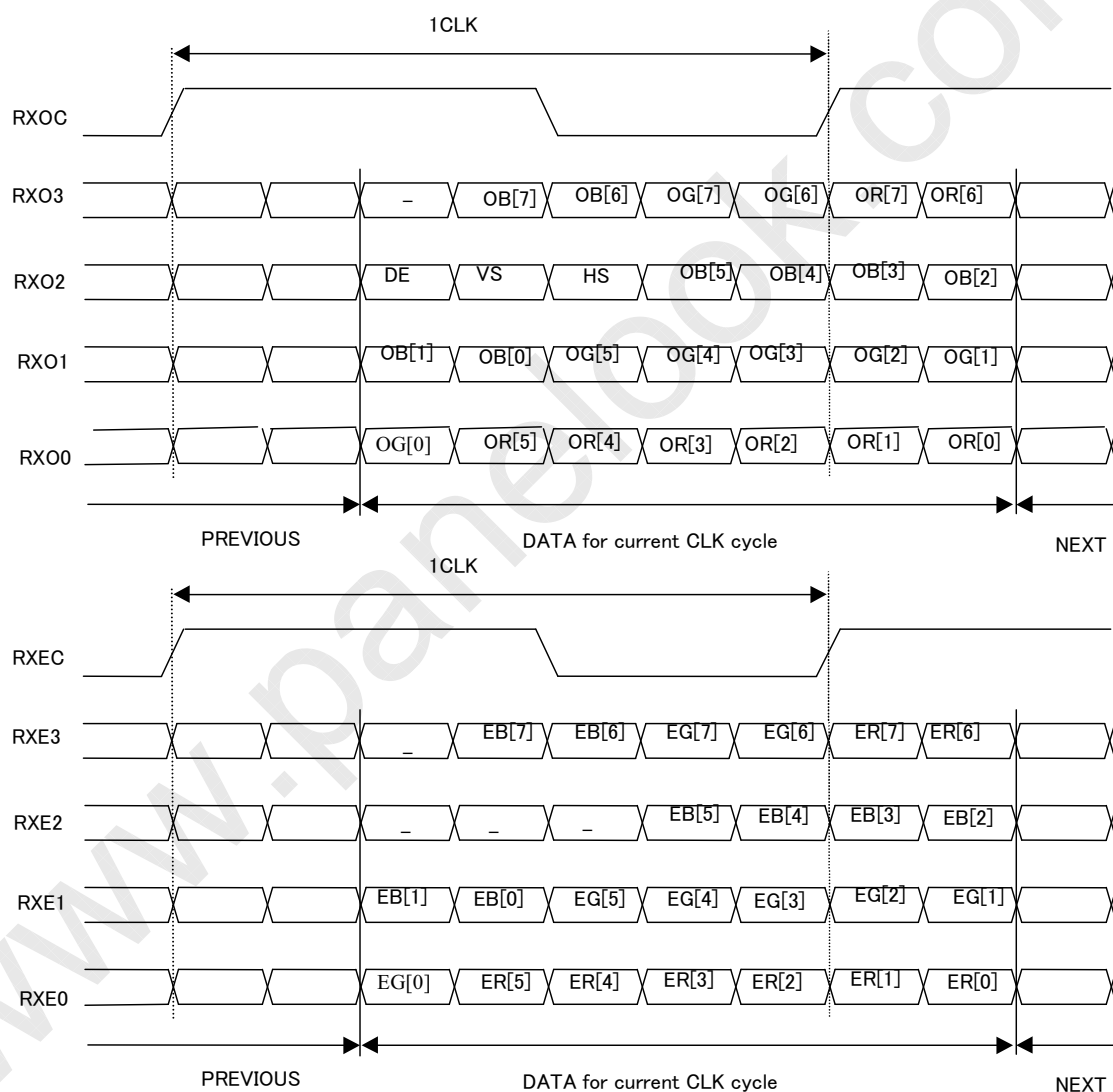 1CLK
RXOC
RXO3 – OB[7] OB[6] OG[7] OG[6] OR[7] OR[6]
RXO2 DE VS HS OB[5] OB[4] OB[3] OB[2]
RXO1 OB[1] OB[0] OG[5] OG[4] OG[3] OG[2] OG[1]
RXO0 OG[0] OR[5] OR[4] OR[3] OR[2] OR[1] OR[0]
PREVIOUS DATA for current CLK cycle NEXT
1CLK
RXEC
RXE3 – EB[7] EB[6] EG[7] EG[6] ER[7] ER[6]
RXE2 – – – EB[5] EB[4] EB[3] EB[2]
RXE1 EB[1] EB[0] EG[5] EG[4] EG[3] EG[2] EG[1]
RXE0 EG[0] ER[5] ER[4] ER[3] ER[2] ER[1] ER[0]
PREVIOUS DATA for current CLK cycle NEXT
www.panelook.com